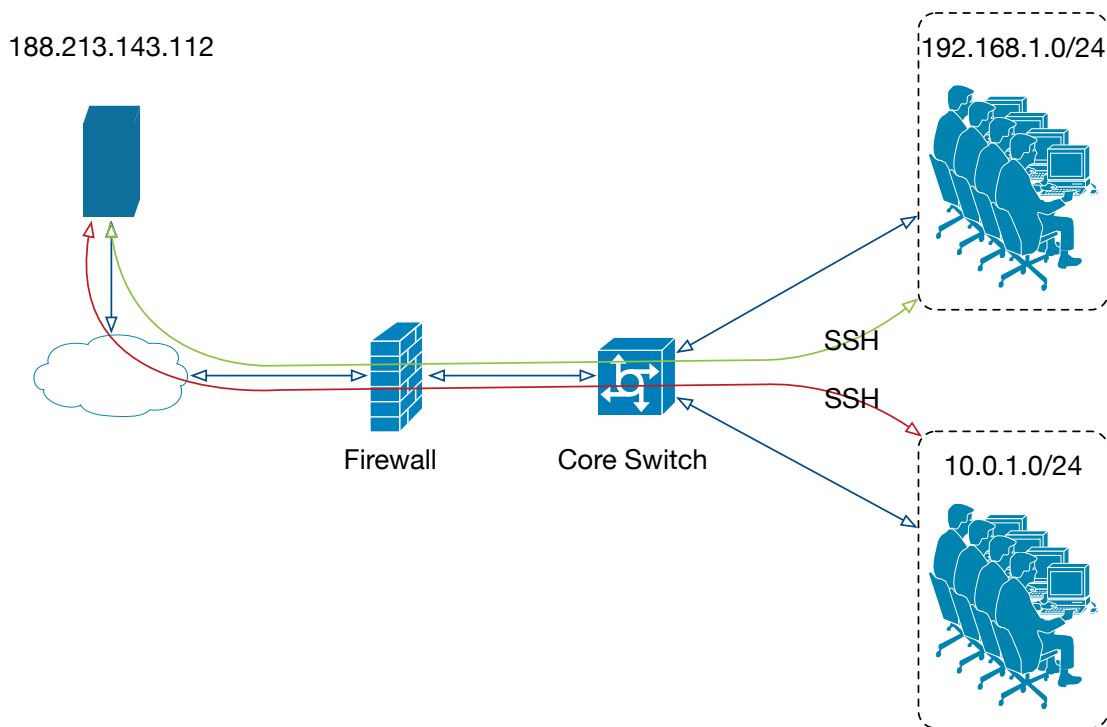 188.213.143.112
192.168.1.0/24
SSH
SSH
Firewall
Core Switch
10.0.1.0/24